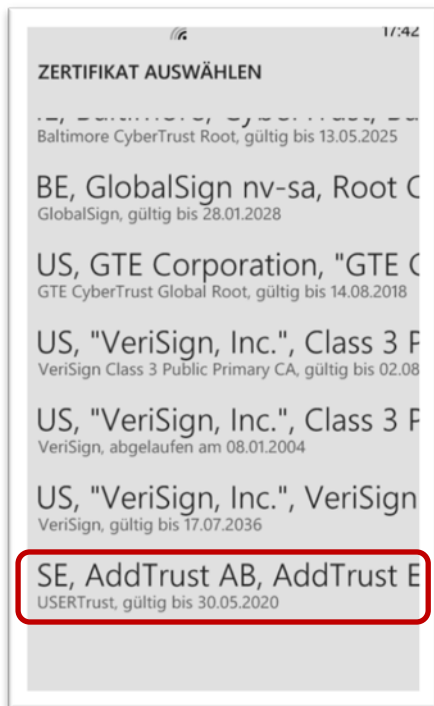 17:42
ZERTIFIKAT AUSWÄHLEN
IE, Baltimore, CyberTrust, Ba
Baltimore CyberTrust Root, gültig bis 13.05.2025
BE, GlobalSign nv-sa, Root C
GlobalSign, gültig bis 28.01.2028
US, GTE Corporation, "GTE C
GTE CyberTrust Global Root, gültig bis 14.08.2018
US, "VeriSign, Inc.", Class 3 P
VeriSign Class 3 Public Primary CA, gültig bis 02.08
US, "VeriSign, Inc.", Class 3 P
VeriSign, abgelaufen am 08.01.2004
US, "VeriSign, Inc.", VeriSign
VeriSign, gültig bis 17.07.2036
SE, AddTrust AB, AddTrust E
USERTrust, gültig bis 30.05.2020